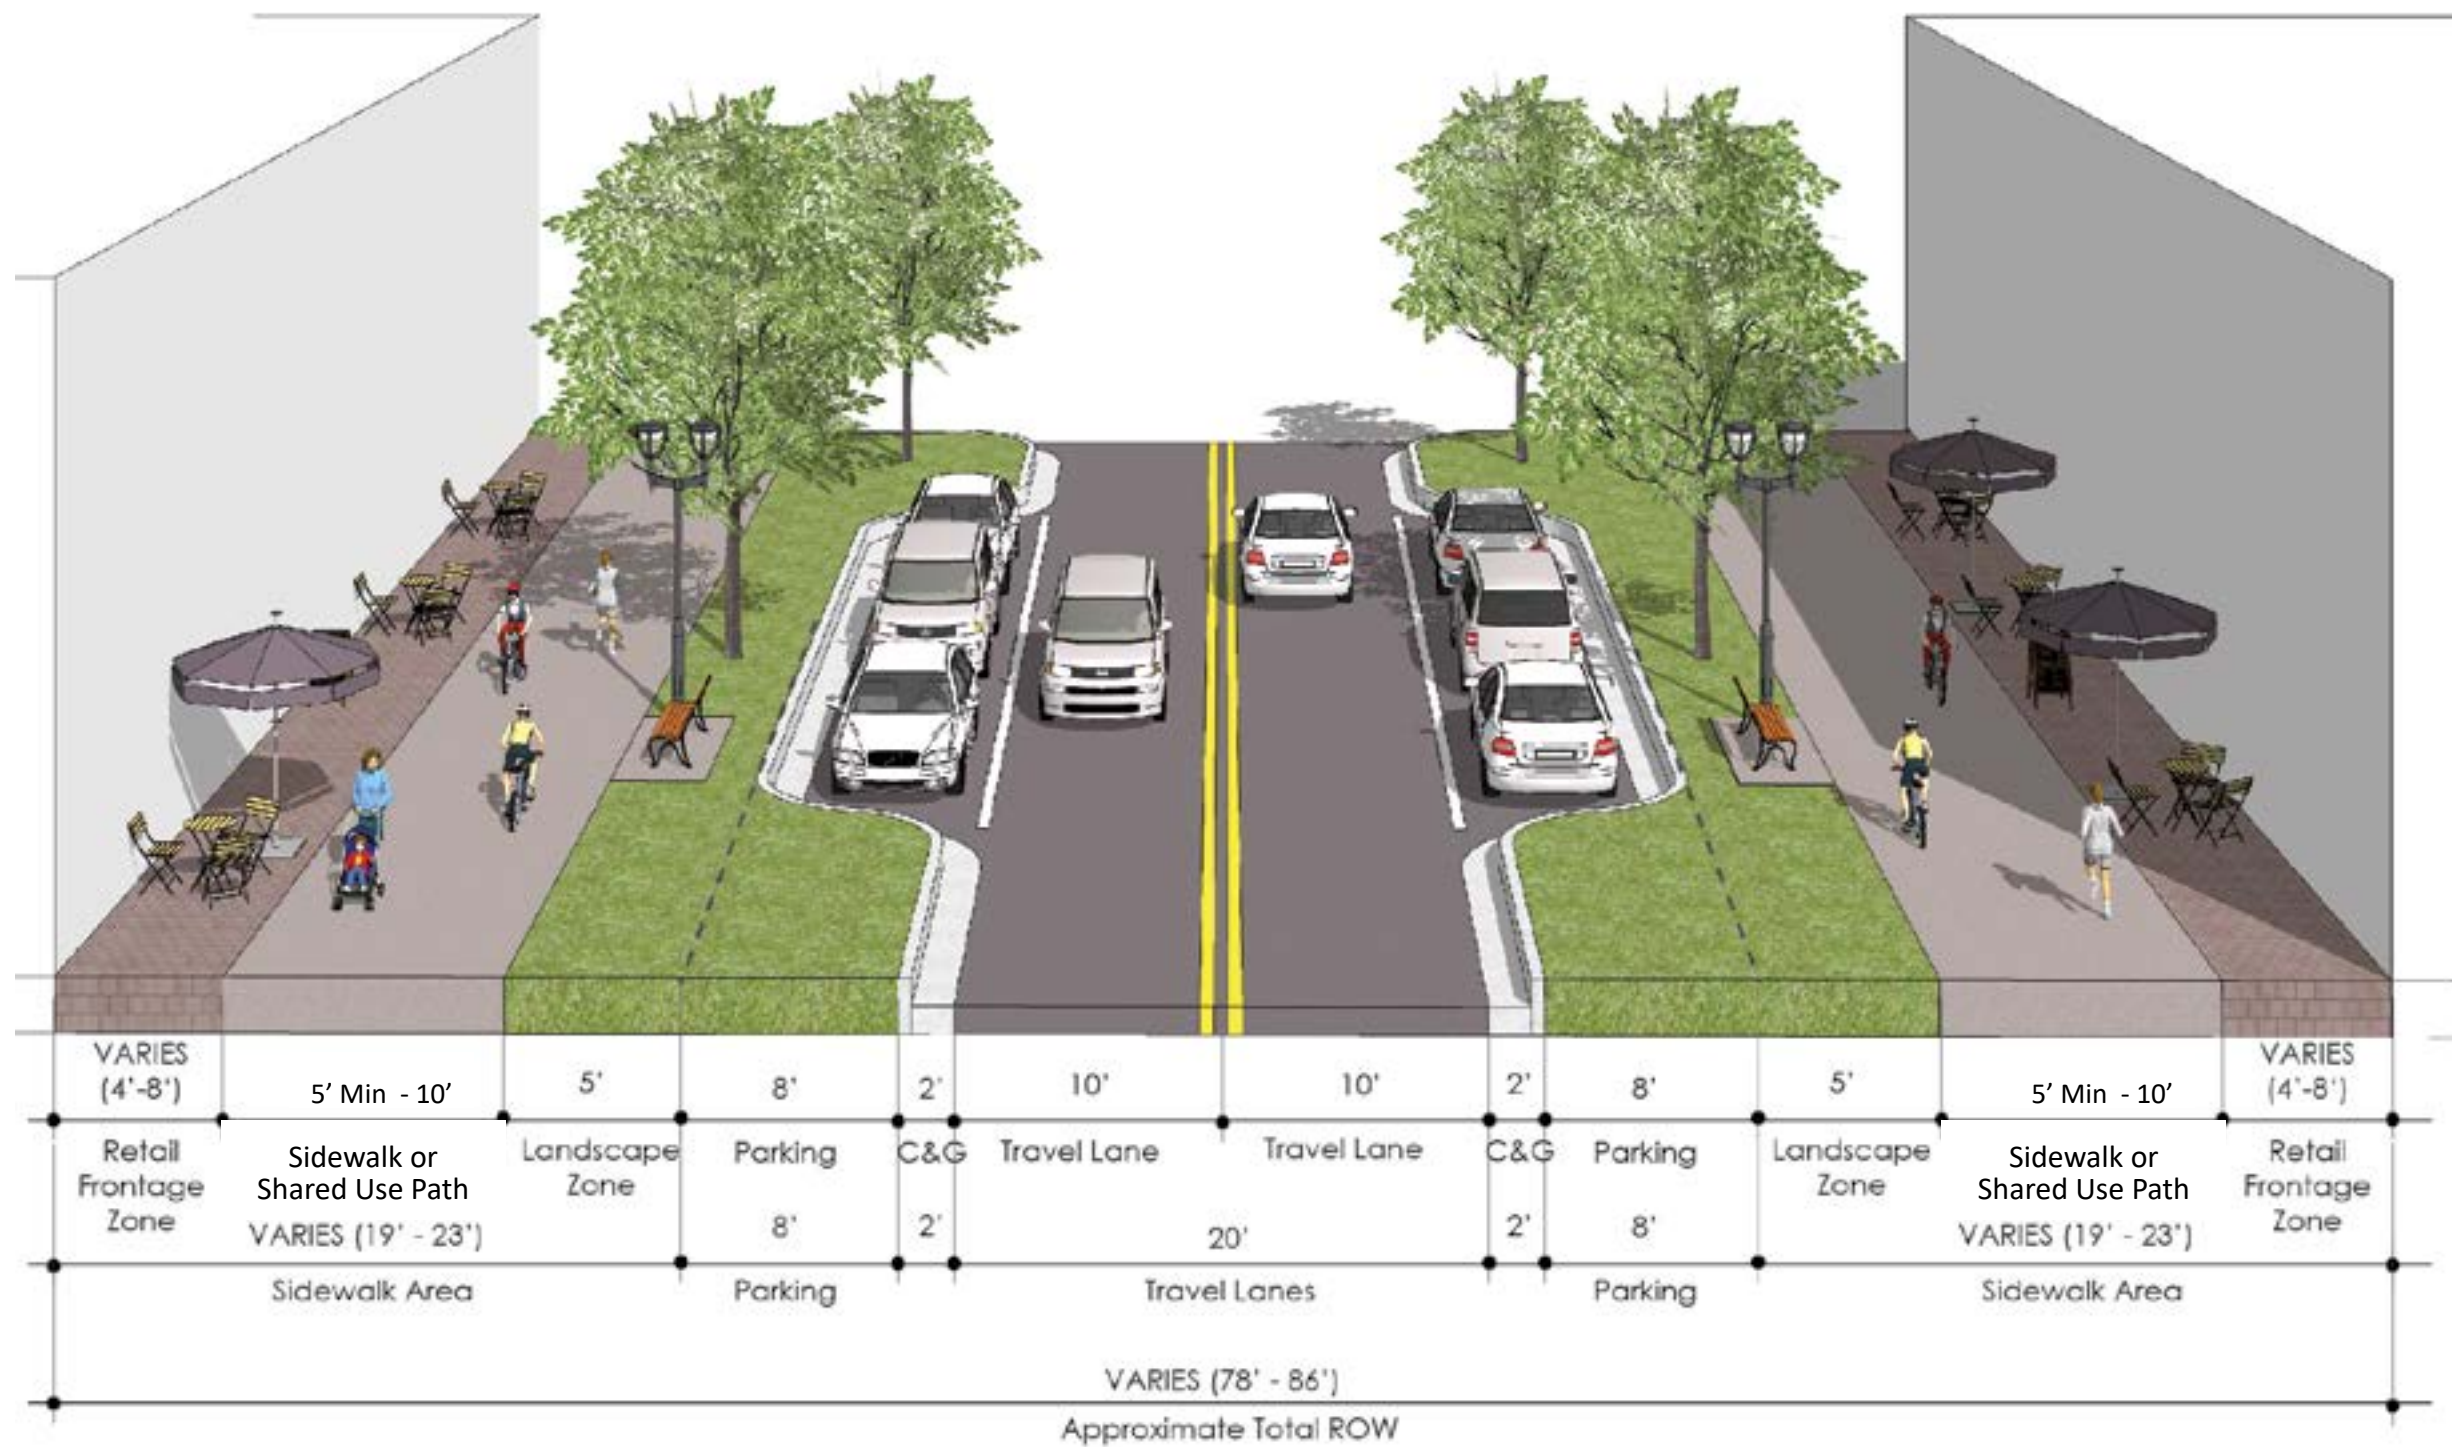 VARIES
(4'-8')
5’ Min - 10’
5'
8'
2'
10'
10'
2'
8'
5'
5’ Min - 10’
VARIES
(4'-8')
Retail
Frontage
Zone
Sidewalk or
Shared Use Path
Landscape
Zone
Parking
C&G
Travel Lane
Travel Lane
C&G
Parking
Landscape
Zone
Sidewalk or
Shared Use Path
Retail
Frontage
Zone
VARIES (19' - 23')
8'
2'
20'
2'
8'
VARIES (19' - 23')
Sidewalk Area
Parking
Travel Lanes
Parking
Sidewalk Area
VARIES (78' - 86')
Approximate Total ROW